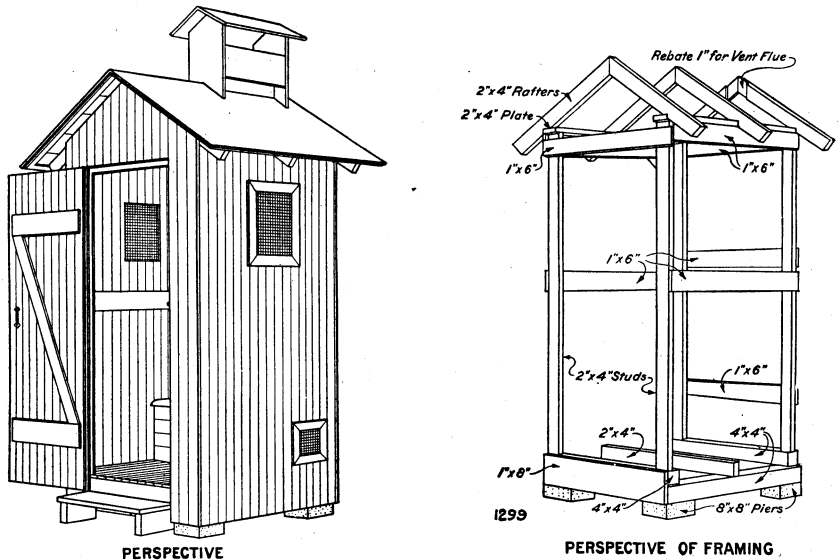 Rebate 1" for Vent Flue
2"x4" Rafters
2"x4" Plate
1"x6"
1"x6"
1"x6"
1"x6"
2"x4" Studs
2"x4"
4"x4"
1"x8"
4"x4"
8"x8" Piers
1299
PERSPECTIVE
PERSPECTIVE OF FRAMING